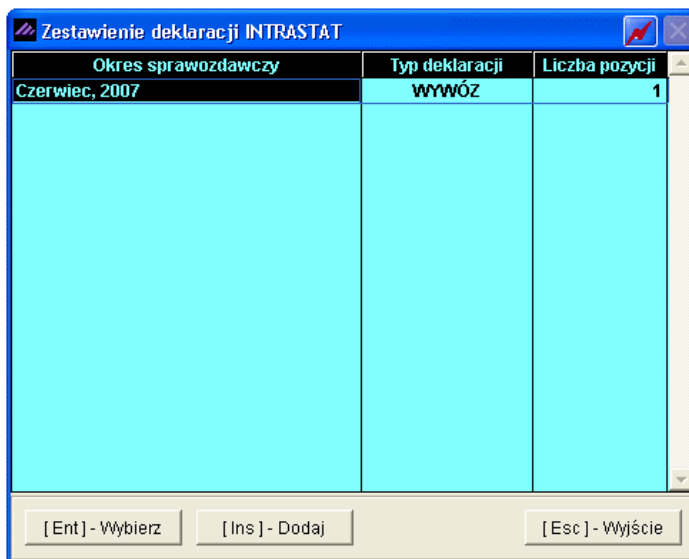 Zestawienie deklaracji INTRASTAT
Okres sprawozdawczy Typ deklaracji Liczba pozycji
Czerwiec, 2007 WYWÓZ 1
[ Ent ] - Wybierz [ Ins ] - Dodaj [ Esc ] - Wyjście